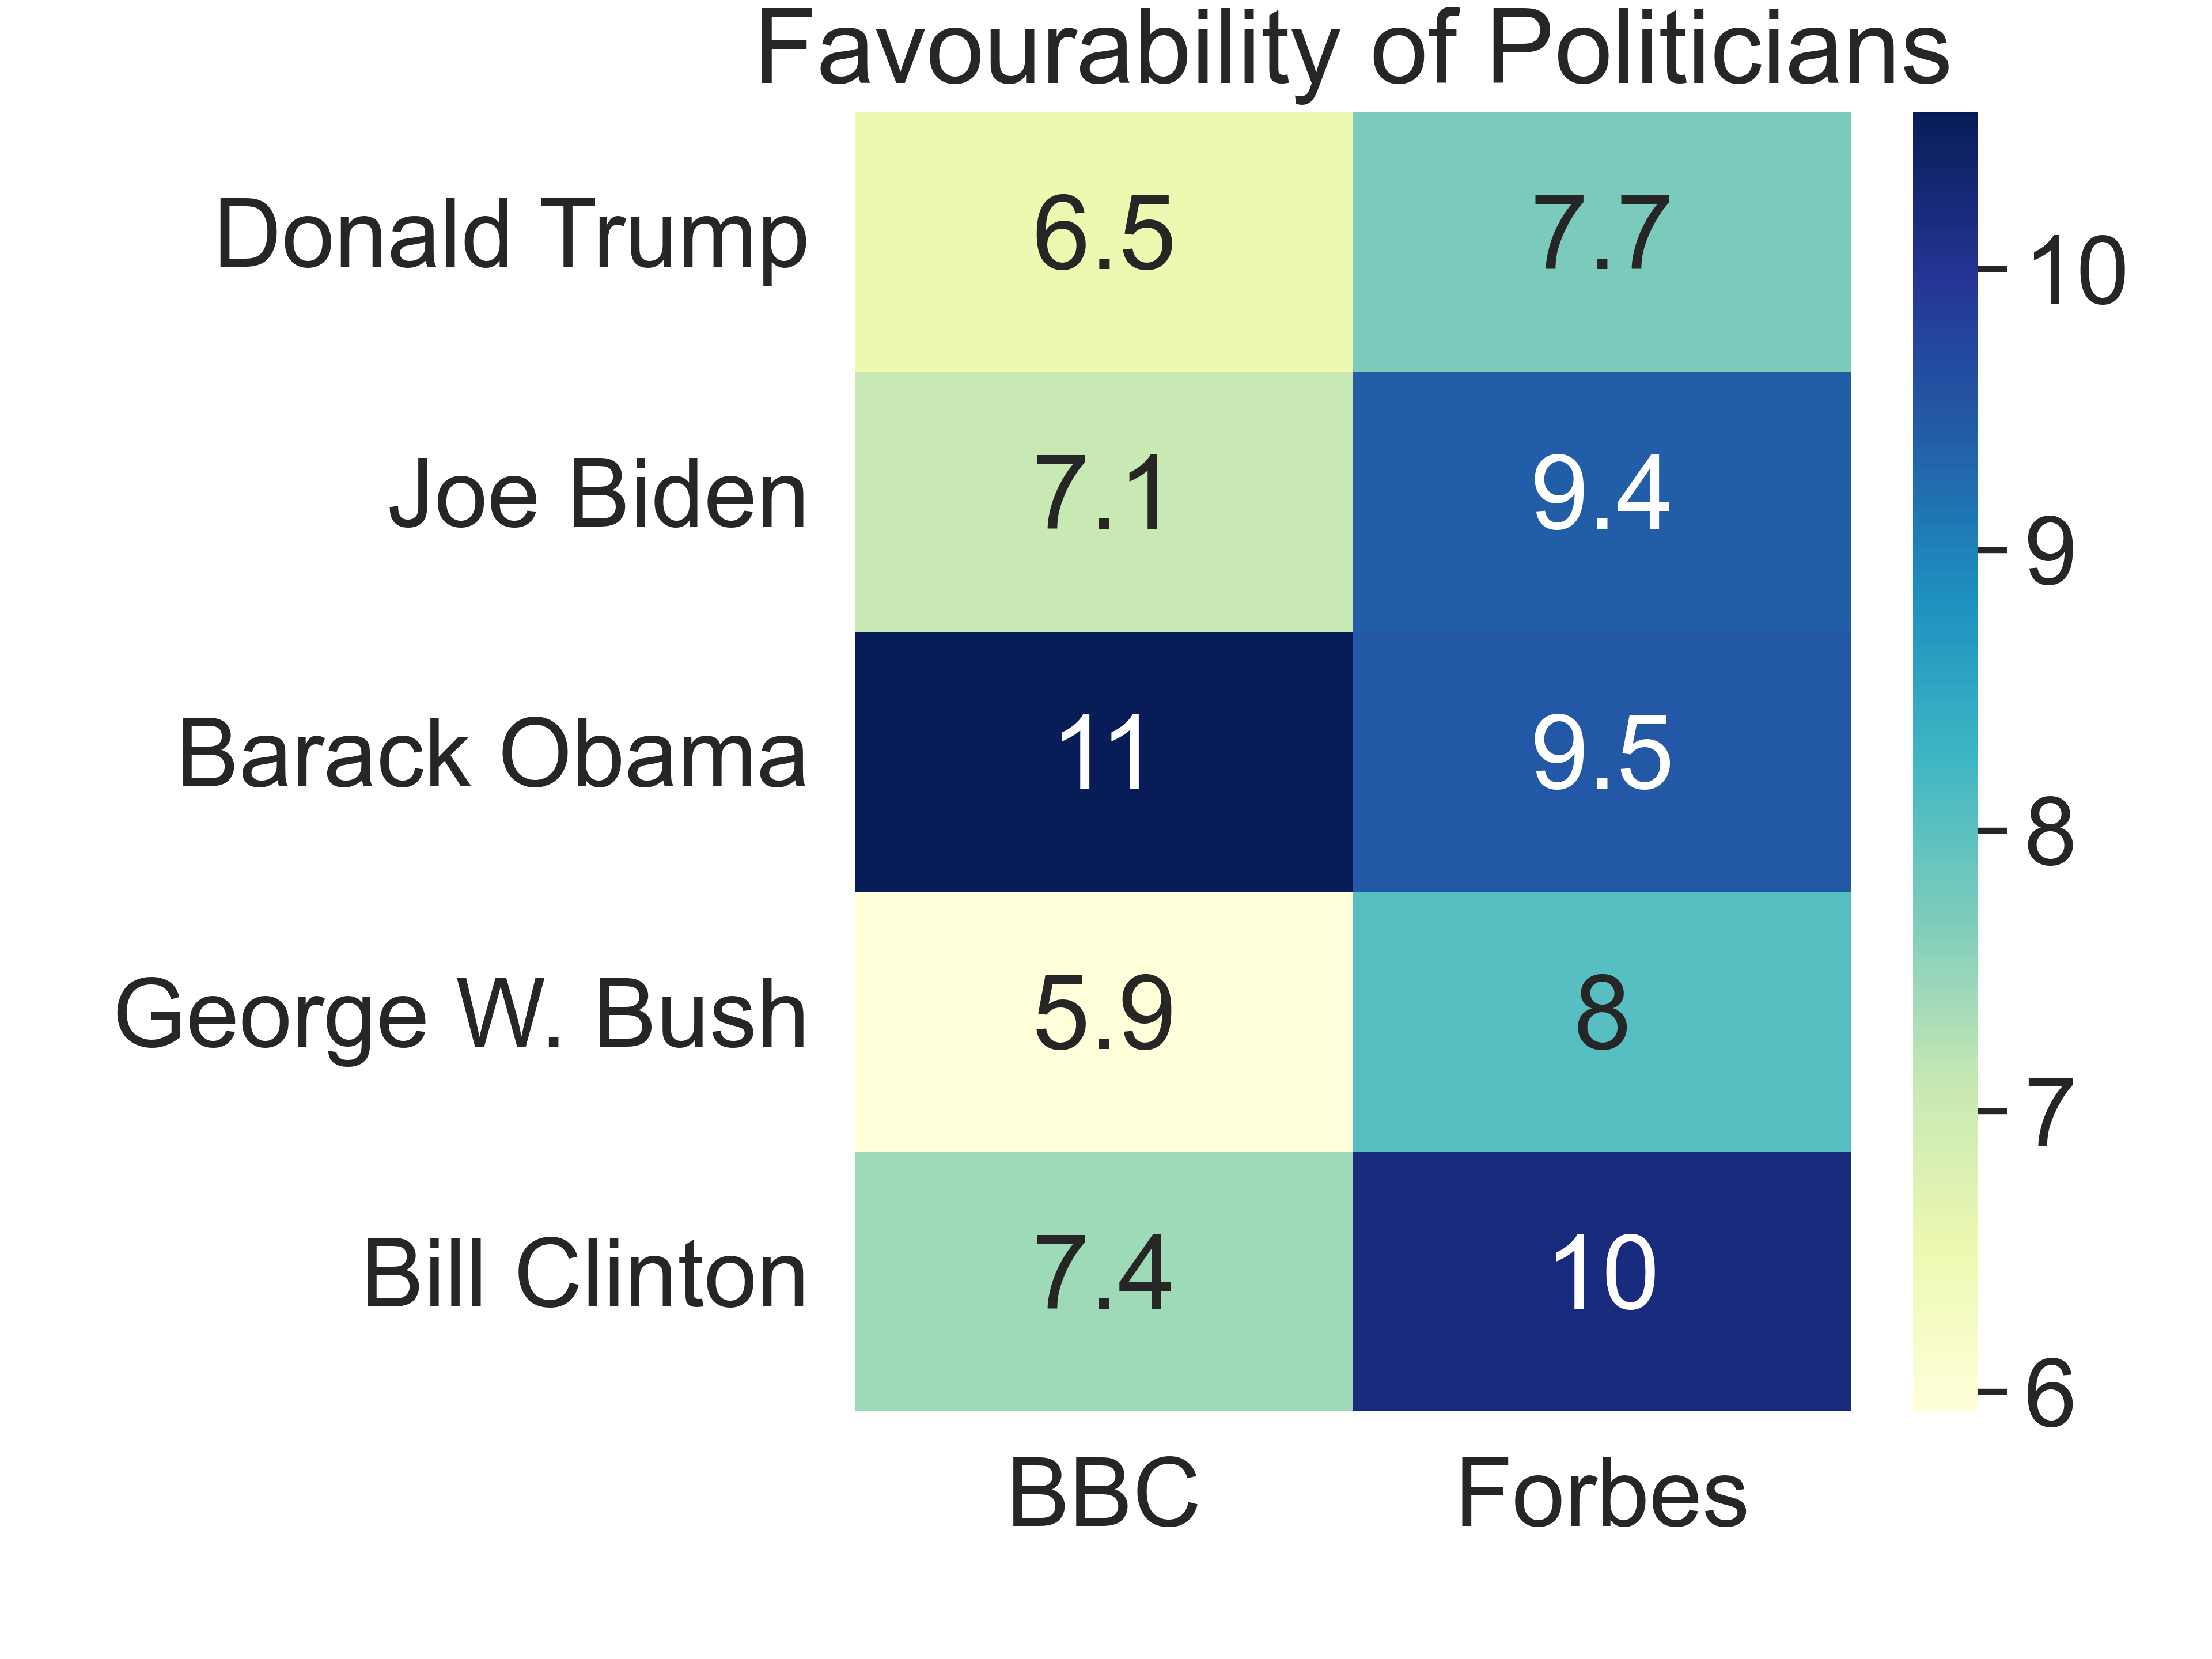 Favourability of Politicians
Donald Trump 6.5 7.7
Joe Biden 7.1 9.4
Barack Obama 11 9.5
George W. Bush 5.9 8
Bill Clinton 7.4 10
BBC Forbes
10
9
8
7
6